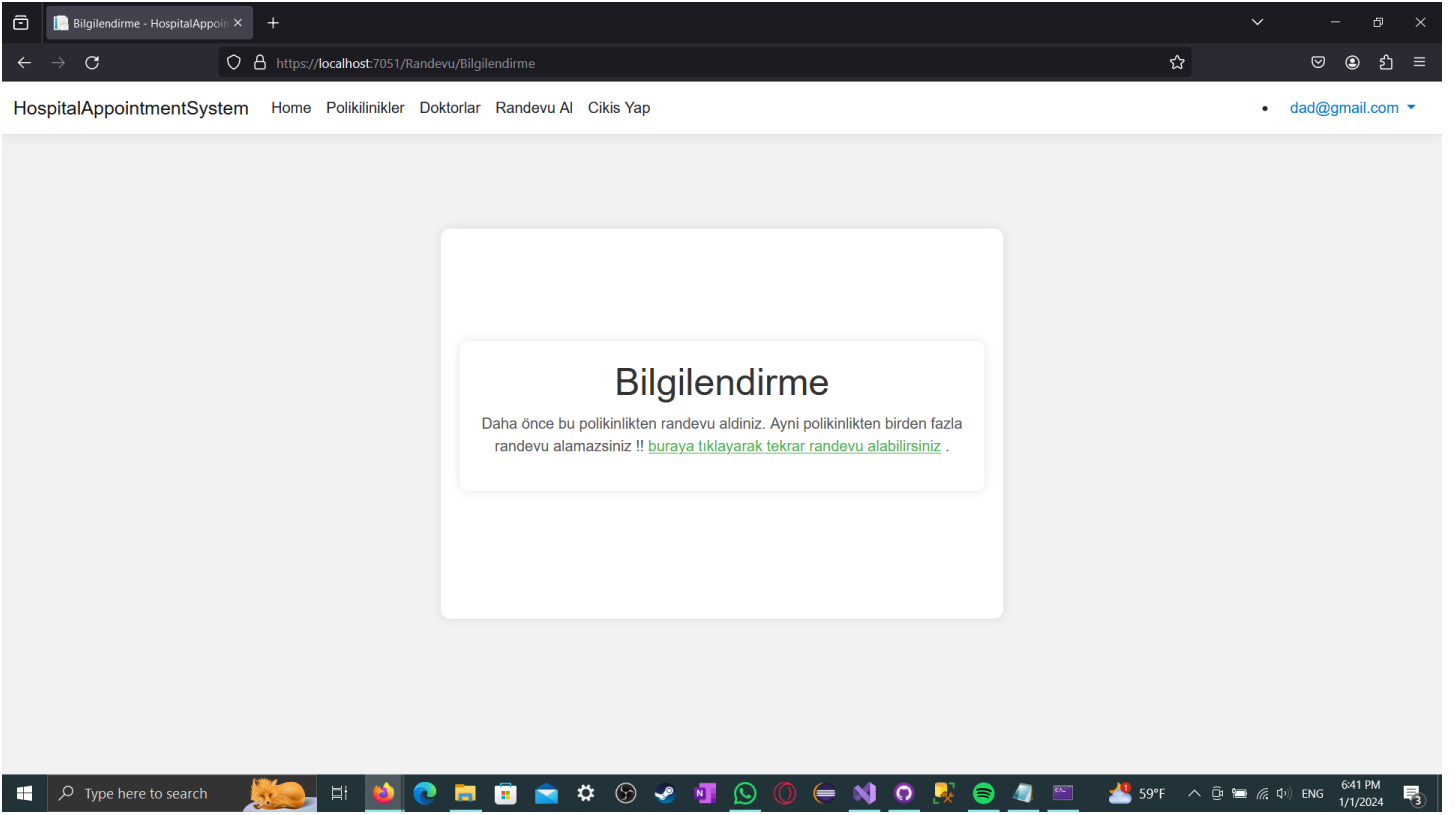 Bilgilendirme - HospitalAppoin
https://localhost:7051/Randevu/Bilgilendirme
HospitalAppointmentSystem Home Polikilinikler Doktorlar Randevu Al Cikis Yap dad@gmail.com
Bilgilendirme
Daha önce bu polikinlikten randevu aldiniz. Ayni polikinlikten birden fazla
randevu alamazsiniz !! buraya tıklayarak tekrar randevu alabilirsiniz .
Type here to search 1 59°F ENG 6:41 PM
1/1/2024 3